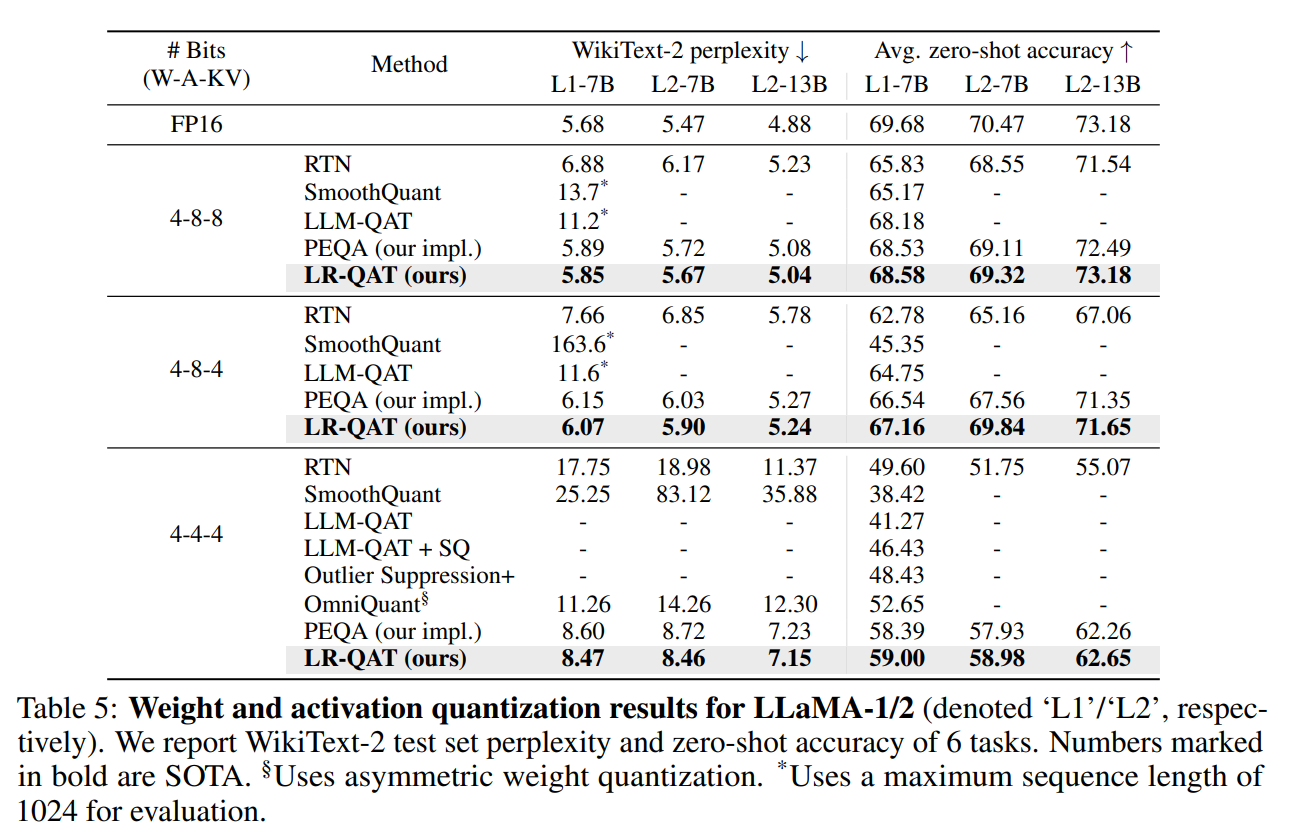 # Bits WikiText-2 perplexity ↓ Avg. zero-shot accuracy ↑
(W-A-KV) Method L1-7B L2-7B L2-13B L1-7B L2-7B L2-13B
FP16 5.68 5.47 4.88 69.68 70.47 73.18
RTN 6.88 6.17 5.23 65.83 68.55 71.54
SmoothQuant 13.7* - - 65.17 - -
4-8-8 LLM-QAT 11.2* - - 68.18 - -
PEQA (our impl.) 5.89 5.72 5.08 68.53 69.11 72.49
LR-QAT (ours) 5.85 5.67 5.04 68.58 69.32 73.18
RTN 7.66 6.85 5.78 62.78 65.16 67.06
SmoothQuant 163.6* - - 45.35 - -
4-8-4 LLM-QAT 11.6* - - 64.75 - -
PEQA (our impl.) 6.15 6.03 5.27 66.54 67.56 71.35
LR-QAT (ours) 6.07 5.90 5.24 67.16 69.84 71.65
RTN 17.75 18.98 11.37 49.60 51.75 55.07
SmoothQuant 25.25 83.12 35.88 38.42 - -
LLM-QAT - - - 41.27 - -
4-4-4 LLM-QAT + SQ - - - 46.43 - -
Outlier Suppression+ - - - 48.43 - -
OmniQuant§ 11.26 14.26 12.30 52.65 - -
PEQA (our impl.) 8.60 8.72 7.23 58.39 57.93 62.26
LR-QAT (ours) 8.47 8.46 7.15 59.00 58.98 62.65
Table 5: Weight and activation quantization results for LLaMA-1/2 (denoted ‘L1’/‘L2’, respec-
tively). We report WikiText-2 test set perplexity and zero-shot accuracy of 6 tasks. Numbers marked
in bold are SOTA. §Uses asymmetric weight quantization. *Uses a maximum sequence length of
1024 for evaluation.